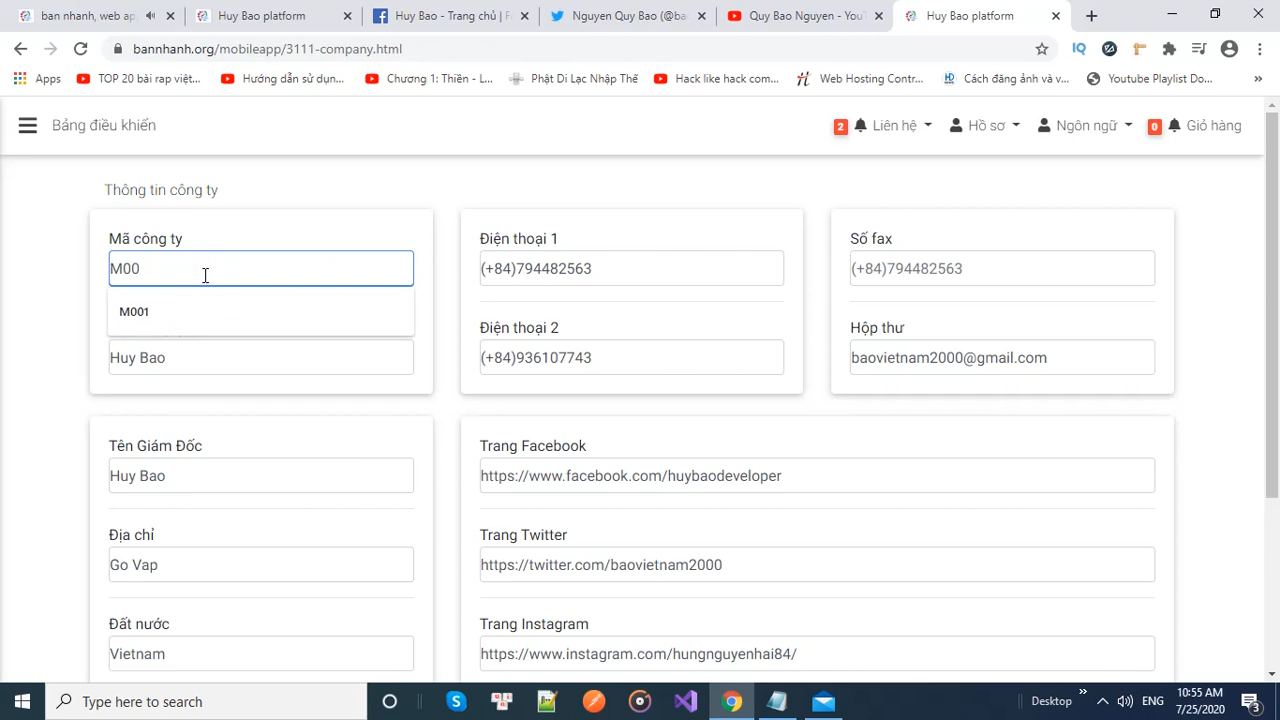 ban nhanh, web ap
Huy Bao platform
Huy Bao - Trang chủ | F
Nguyen Quy Bao (@ba
Quy Bao Nguyen - YouT
Huy Bao platform
bannhanh.org/mobileapp/3111-company.html
IQ
Apps
TOP 20 bài rap việt...
Hướng dẫn sử dụn...
Chương 1: Thiên - L...
Phật Di Lạc Nhập Thế
Hack like hack com...
Web Hosting Contr...
Cách đăng ảnh và v...
Youtube Playlist Do...
»
Bảng điều khiển
2
Liên hệ
Hồ sơ
Ngôn ngữ
0
Giỏ hàng
Thông tin công ty
Mã công ty
M00
M001
Huy Bao
Điện thoại 1
(+84)794482563
Điện thoại 2
(+84)936107743
Số fax
(+84)794482563
Hộp thư
baovietnam2000@gmail.com
Tên Giám Đốc
Huy Bao
Địa chỉ
Go Vap
Đất nước
Vietnam
Trang Facebook
https://www.facebook.com/huybaodeveloper
Trang Twitter
https://twitter.com/baovietnam2000
Trang Instagram
https://www.instagram.com/hungnguyenhai84/
Type here to search
Desktop
»
ENG
10:55 AM
7/25/2020
3